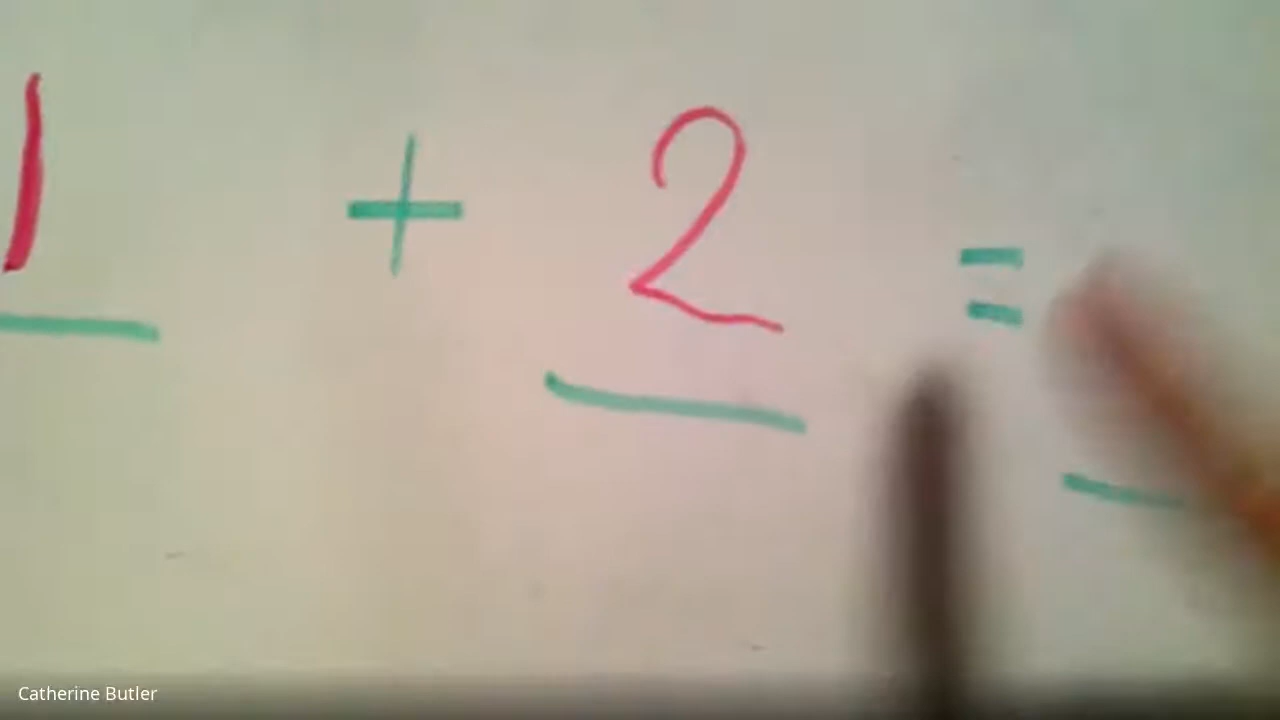 1 + 2 =
Catherine Butler